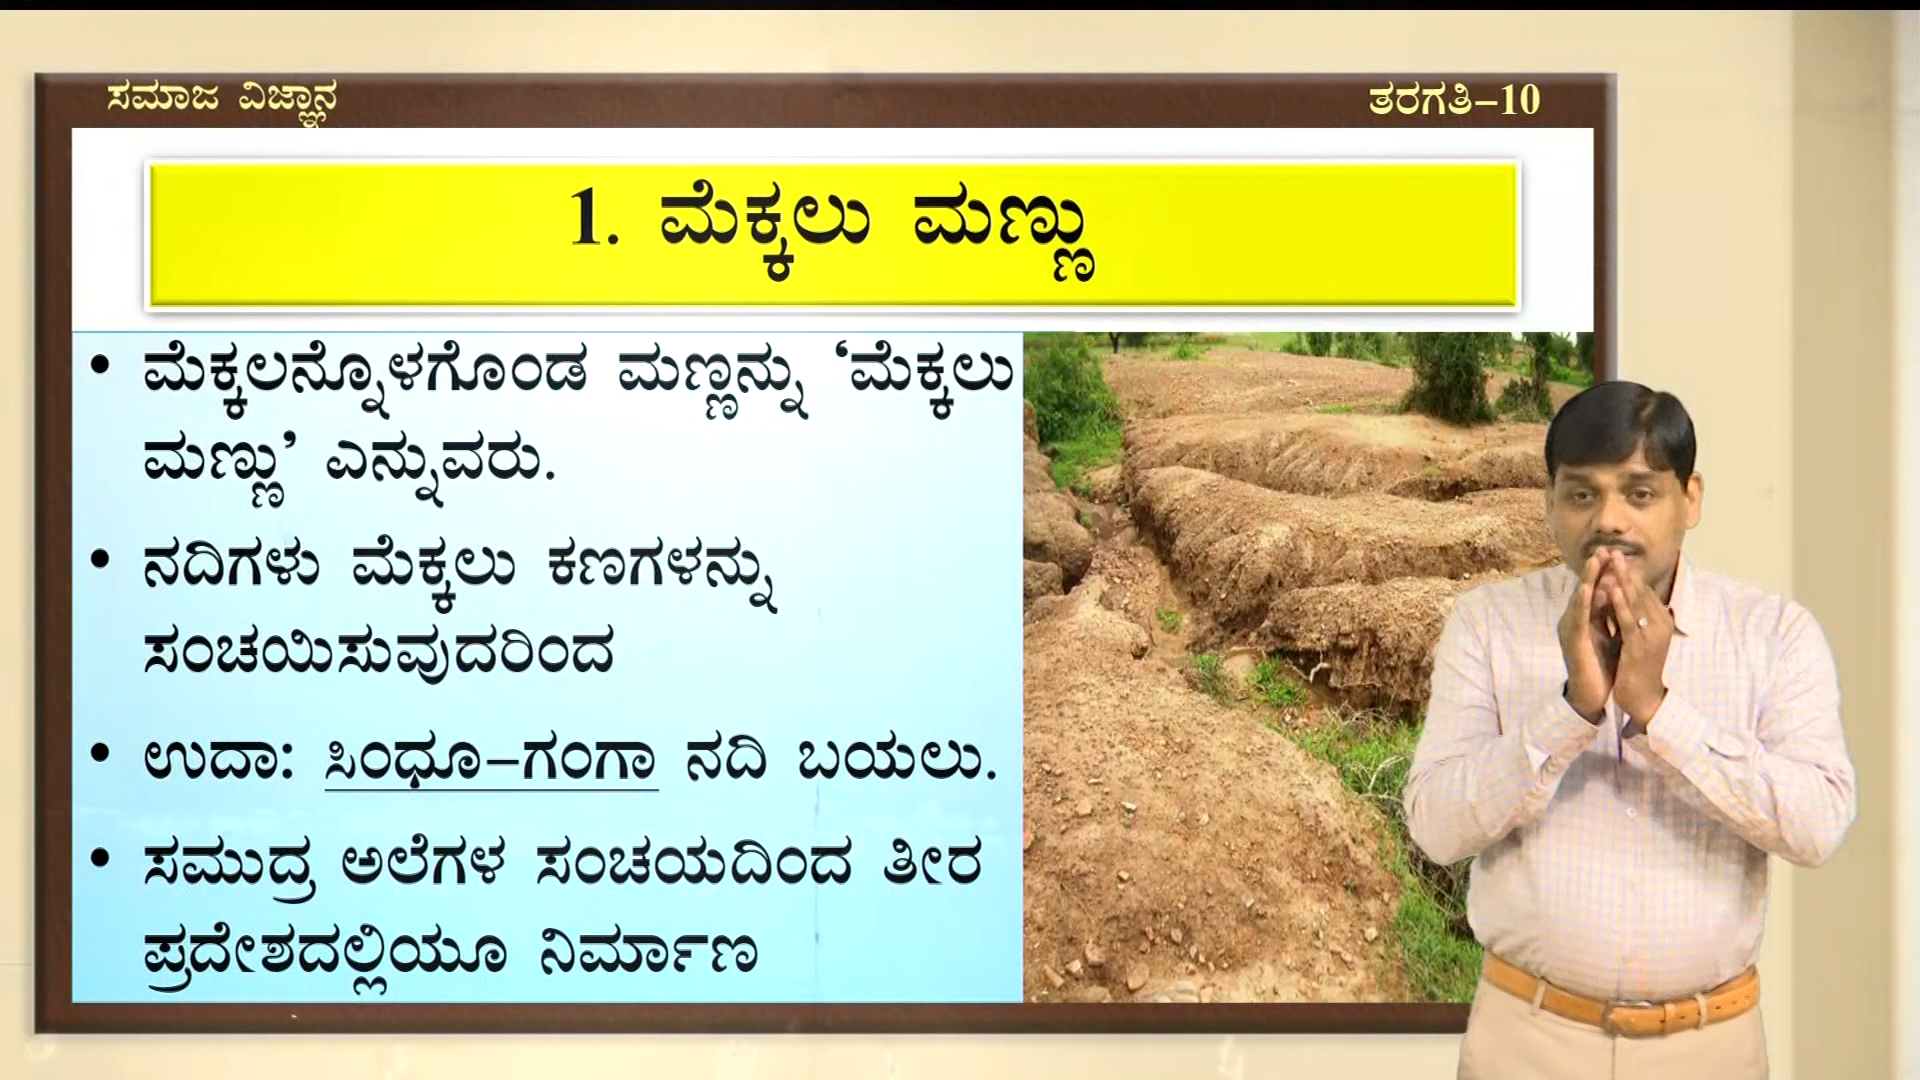 ಸಮಾಜ ವಿಜ್ಞಾನ
ತರಗತಿ–10
1. ಮೆಕ್ಕಲು ಮಣ್ಣು
• ಮೆಕ್ಕಲನ್ನೊಳಗೊಂಡ ಮಣ್ಣನ್ನು ‘ಮೆಕ್ಕಲು
ಮಣ್ಣು’ ಎನ್ನುವರು.
• ನದಿಗಳು ಮೆಕ್ಕಲು ಕಣಗಳನ್ನು
ಸಂಚಯಿಸುವುದರಿಂದ
• ಉದಾ: ಸಿಂಧೂ–ಗಂಗಾ ನದಿ ಬಯಲು.
• ಸಮುದ್ರ ಅಲೆಗಳ ಸಂಚಯದಿಂದ ತೀರ
ಪ್ರದೇಶದಲ್ಲಿಯೂ ನಿರ್ಮಾಣ